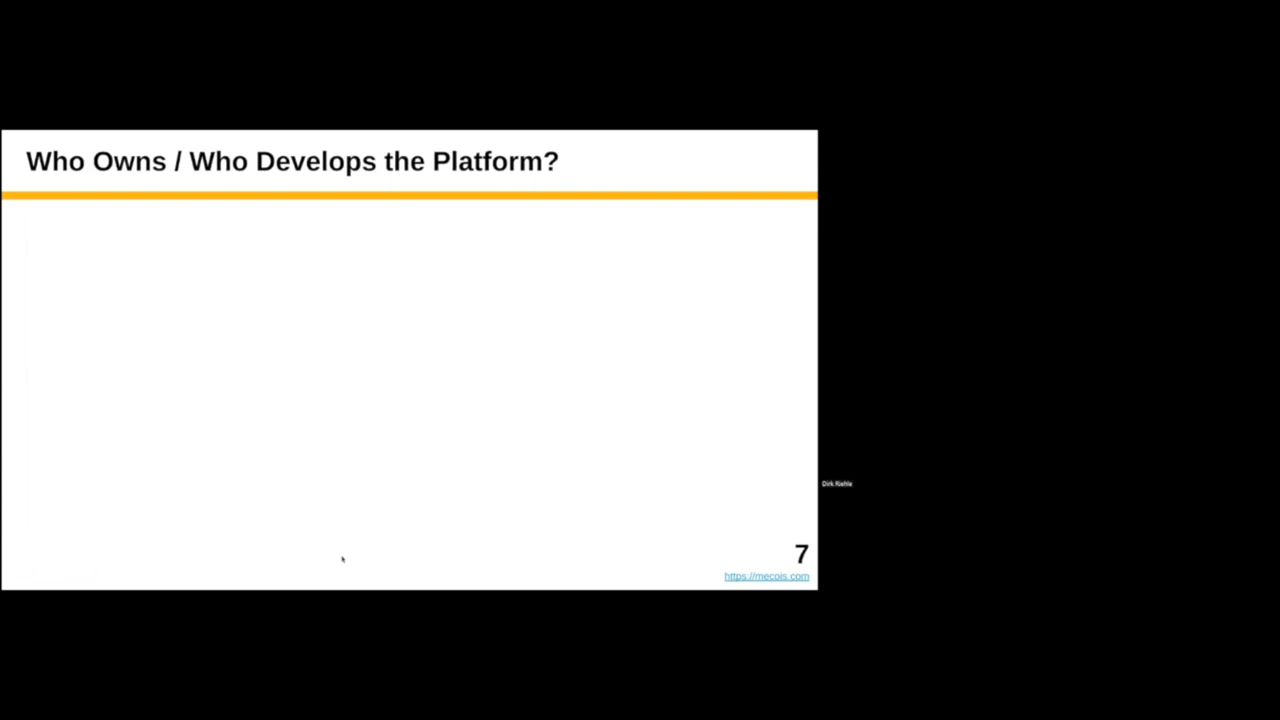 Who Owns / Who Develops the Platform?
Dirk Riehle
7
https://mecois.com